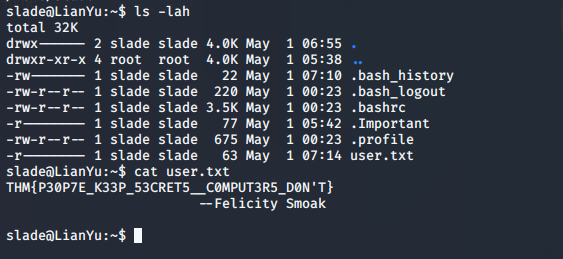 slade@LianYu:~$ ls -lah
total 32K
drwx------ 2 slade slade 4.0K May  1 06:55 .
drwxr-xr-x 4 root  root  4.0K May  1 05:38 ..
-rw------- 1 slade slade   22 May  1 07:10 .bash_history
-rw-r--r-- 1 slade slade  220 May  1 00:23 .bash_logout
-rw-r--r-- 1 slade slade 3.5K May  1 00:23 .bashrc
-r-------- 1 slade slade   77 May  1 05:42 .Important
-rw-r--r-- 1 slade slade  675 May  1 00:23 .profile
-r-------- 1 slade slade   63 May  1 07:14 user.txt
slade@LianYu:~$ cat user.txt
THM{P30P7E_K33P_53CRET5__C0MPUT3R5_D0N'T}
--Felicity Smoak
slade@LianYu:~$